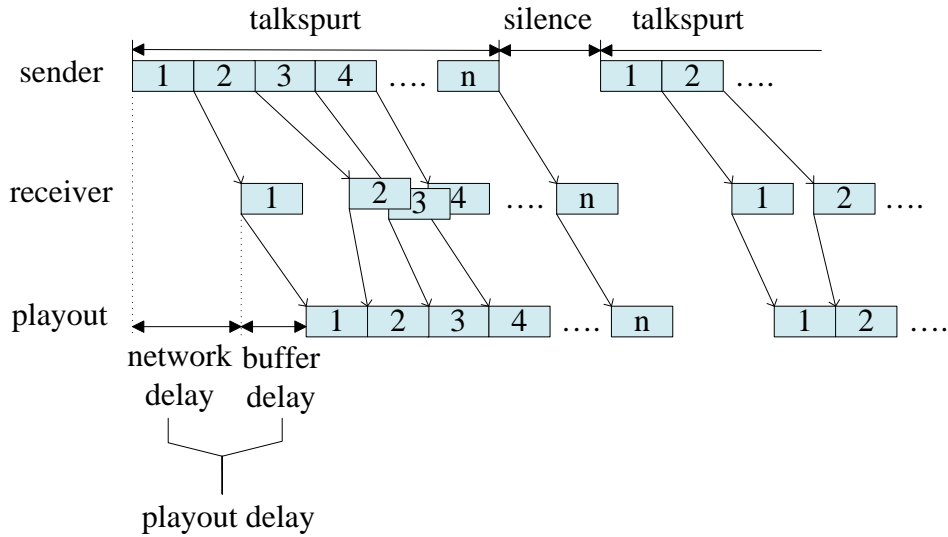 talkspurt silence talkspurt
sender 1 2 3 4 .... n 1 2 ....
receiver 1 2 3 4 .... n 1 2 ....
playout 1 2 3 4 .... n 1 2 ....
network buffer
delay delay
playout delay